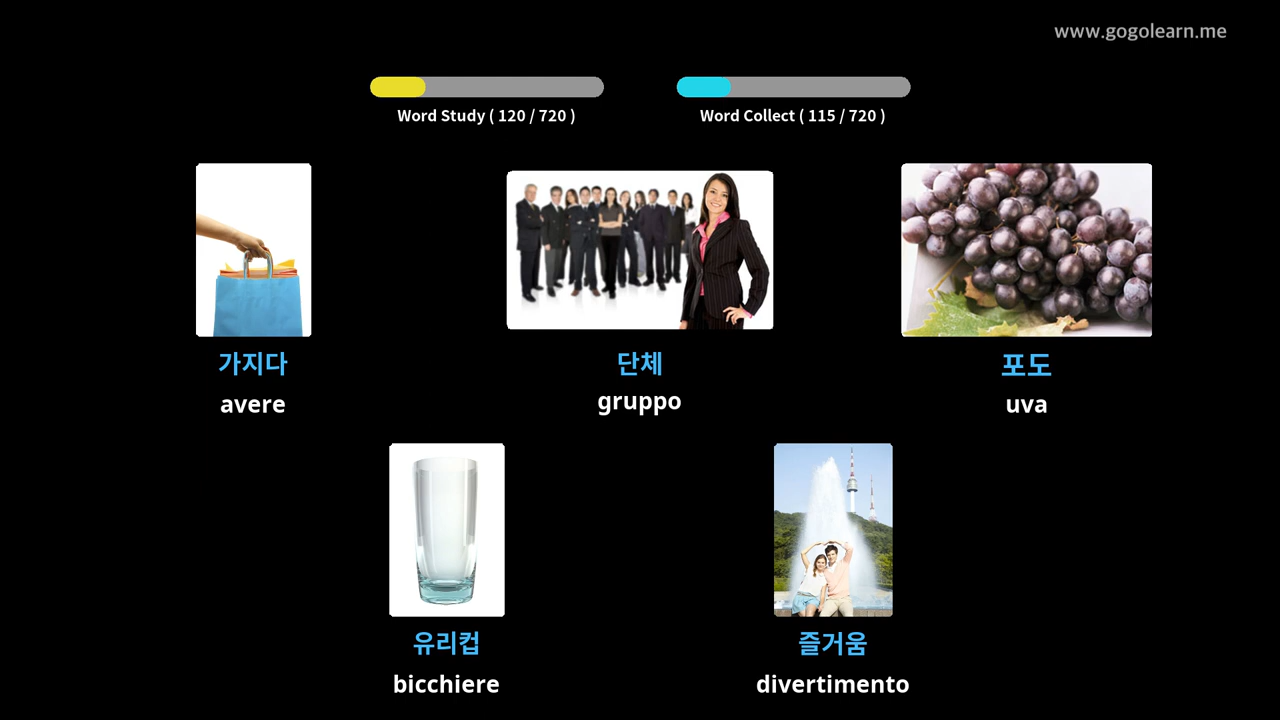 www.gogolearn.me
Word Study ( 120 / 720 )
Word Collect ( 115 / 720 )
가지다
avere
단체
gruppo
포도
uva
유리컵
bicchiere
즐거움
divertimento